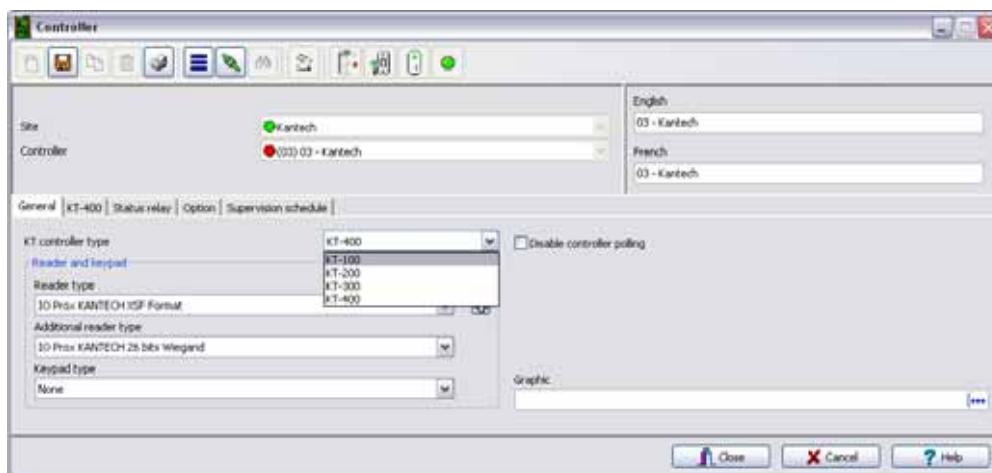 Controller
English
Site
Kantech
03 - Kantech
Controller
(03) 03 - Kantech
French
03 - Kantech
General KT-400 Status relay Option Supervision schedule
KT controller type
KT-400
Disable controller polling
KT-100
KT-200
KT-300
KT-400
Reader and keypad
Reader type
IO Prox KANTECH XSF Format
Additional reader type
IO Prox KANTECH 26 bits Wiegand
Keypad type
None
Graphic
Close
Cancel
Help